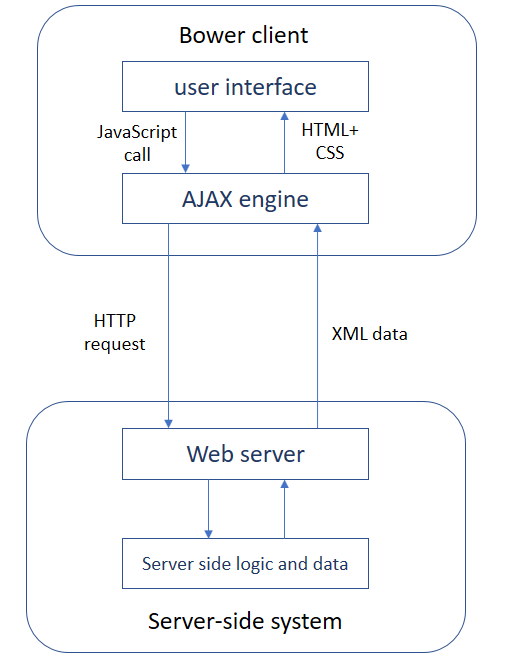 Bower client
user interface
JavaScript
call
HTML+
CSS
AJAX engine
HTTP
request
XML data
Web server
Server side logic and data
Server-side system